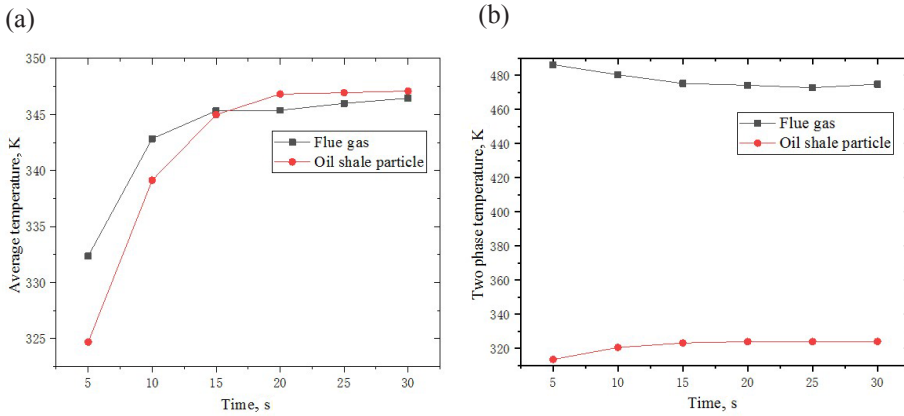 (a)
Average temperature, K
350
345
340
335
330
325
5 10 15 20 25 30
Time, s
Flue gas
Oil shale particle
(b)
Two phase temperature, K
480
460
440
420
400
380
360
340
320
5 10 15 20 25 30
Time, s
Flue gas
Oil shale particle